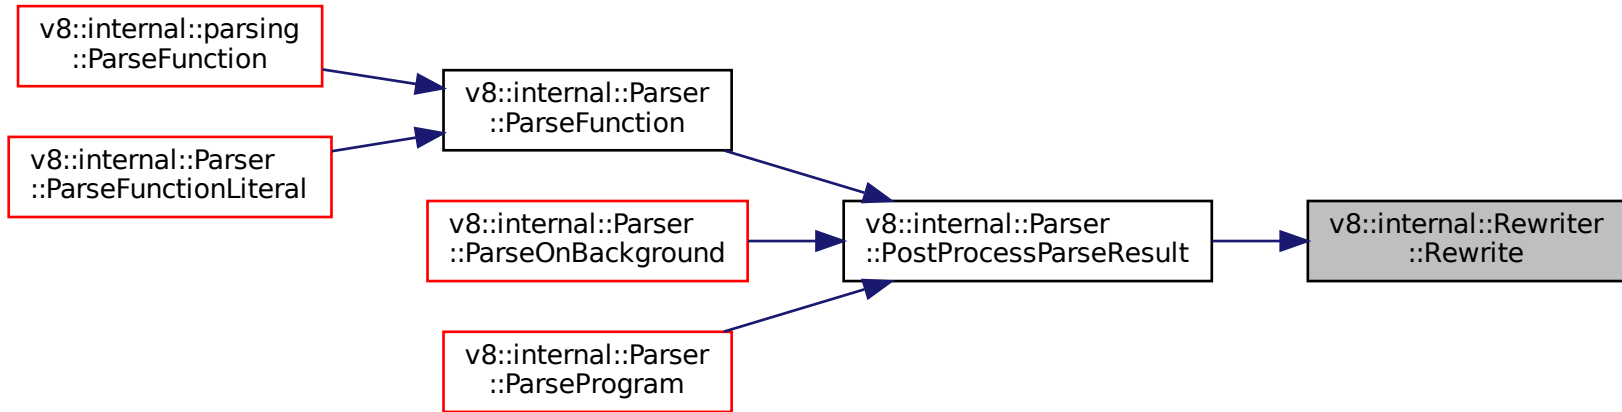 v8::internal::parsing
::ParseFunction
v8::internal::Parser
::ParseFunctionLiteral
v8::internal::Parser
::ParseFunction
v8::internal::Parser
::ParseOnBackground
v8::internal::Parser
::ParseProgram
v8::internal::Parser
::PostProcessParseResult
v8::internal::Rewriter
::Rewrite